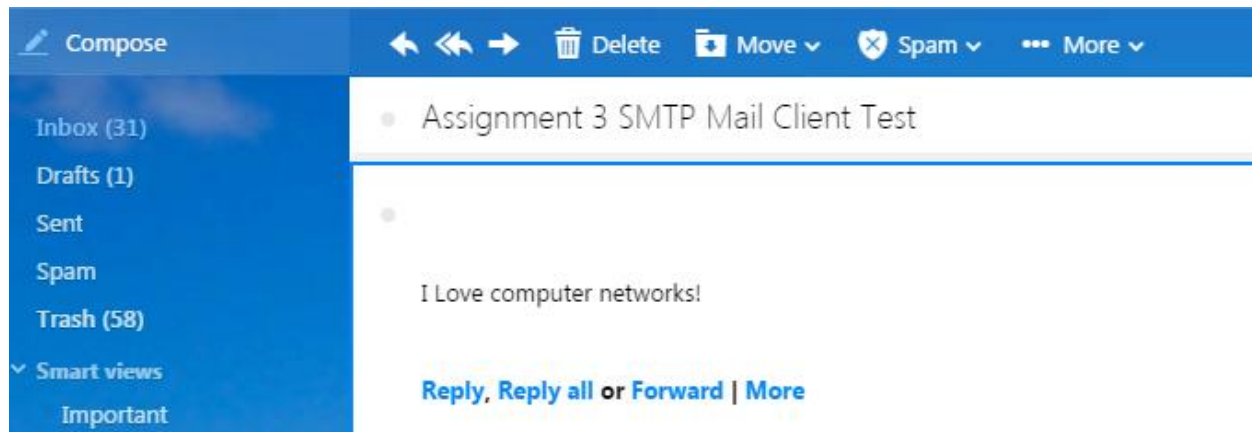 Compose
Delete Move Spam More
Inbox (31)
Drafts (1)
Sent
Spam
Trash (58)
Smart views
Important
Assignment 3 SMTP Mail Client Test
I Love computer networks!
Reply, Reply all or Forward | More